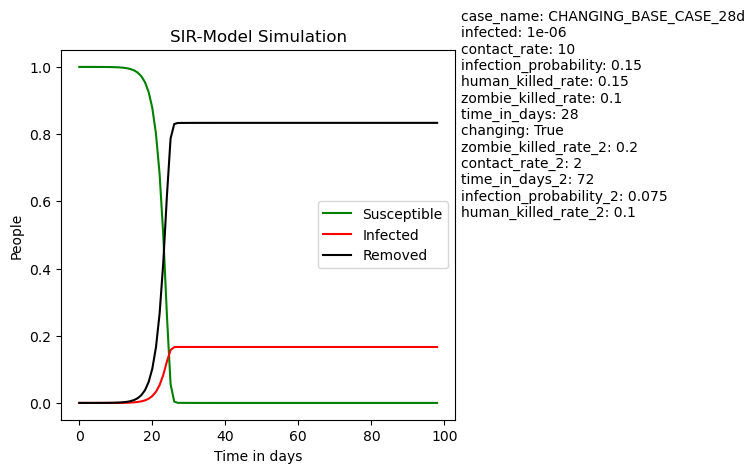 SIR-Model Simulation
case_name: CHANGING_BASE_CASE_28d
infected: 1e-06
contact_rate: 10
infection_probability: 0.15
human_killed_rate: 0.15
zombie_killed_rate: 0.1
time_in_days: 28
changing: True
zombie_killed_rate_2: 0.2
contact_rate_2: 2
time_in_days_2: 72
infection_probability_2: 0.075
human_killed_rate_2: 0.1
People
1.0
0.8
0.6
0.4
0.2
0.0
Susceptible
Infected
Removed
0 20 40 60 80 100
Time in days